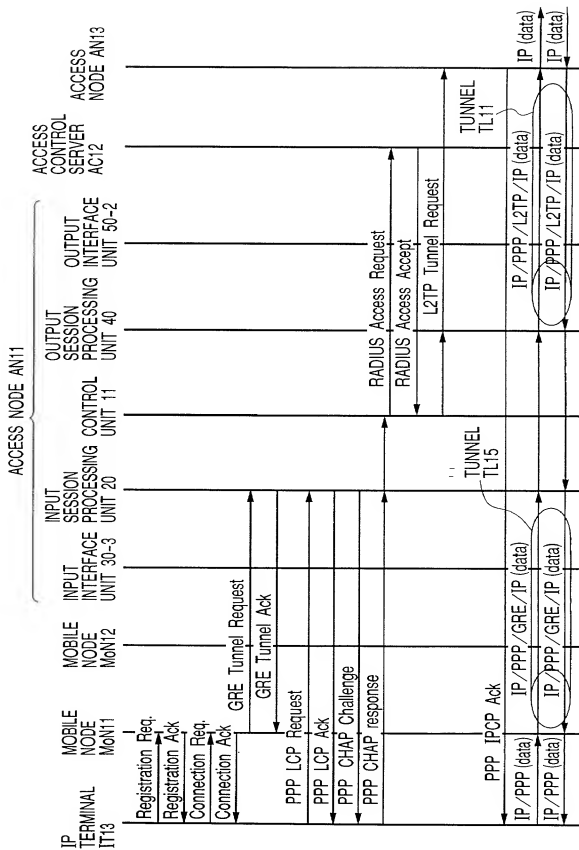 ACCESS NODE AN11
IP
TERMINAL
IT13
MOBILE
NODE
MoN11
MOBILE
NODE
MoN12
INPUT
INTERFACE
UNIT 30-3
INPUT
SESSION
PROCESSING
UNIT 20
CONTROL
UNIT 11
OUTPUT
SESSION
PROCESSING
UNIT 40
OUTPUT
INTERFACE
UNIT 50-2
ACCESS
CONTROL
SERVER
AC12
ACCESS
NODE AN13
Registration Req.
Registration Ack
Connection Req.
Connection Ack
GRE Tunnel Request
GRE Tunnel Ack
PPP LCP Request
PPP LCP Ack
PPP CHAP Challenge
PPP CHAP response
RADIUS Access Request
RADIUS Access Accept
L2TP Tunnel Request
PPP IPCP Ack
TUNNEL
TL15
TUNNEL
TL11
IP/PPP (data)
IP/PPP/GRE/IP (data)
IP/PPP/L2TP/IP (data)
IP (data)
IP/PPP (data)
IP/PPP/GRE/IP (data)
IP/PPP/L2TP/IP (data)
IP (data)